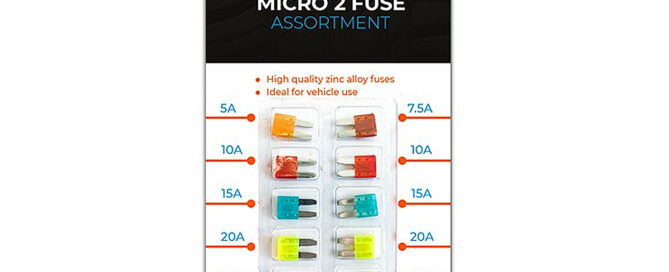 MICRO 2 FUSE
ASSORTMENT
• High quality zinc alloy fuses
• Ideal for vehicle use
5A
7.5A
10A
10A
15A
15A
20A
20A